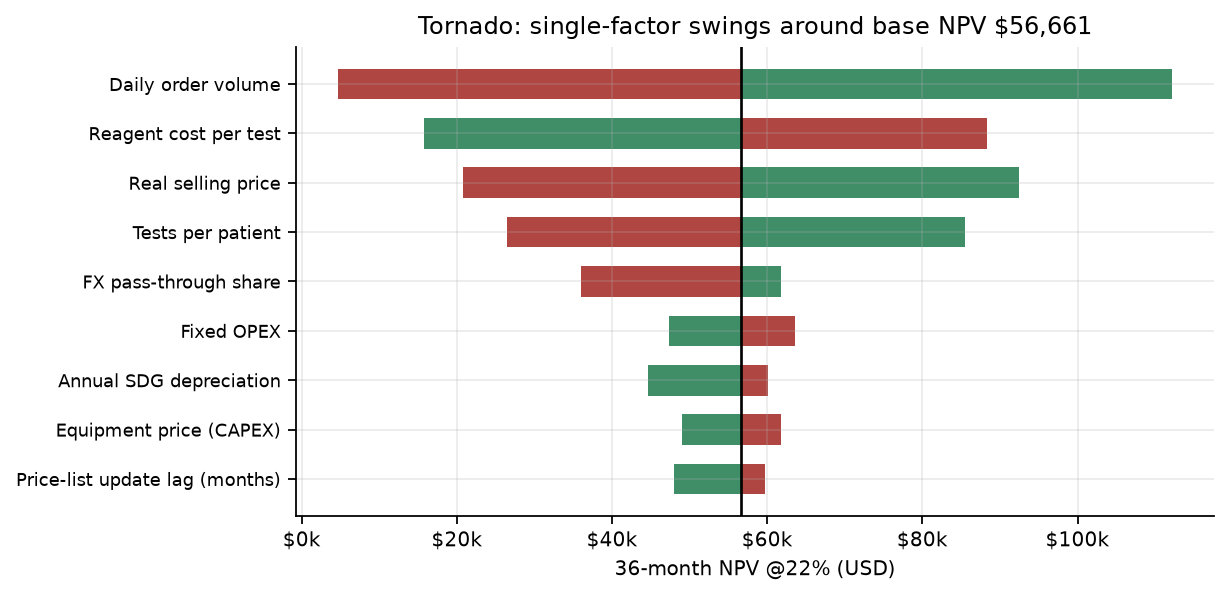 Tornado: single-factor swings around base NPV $56,661
Daily order volume
Reagent cost per test
Real selling price
Tests per patient
FX pass-through share
Fixed OPEX
Annual SDG depreciation
Equipment price (CAPEX)
Price-list update lag (months)
$0k $20k $40k $60k $80k $100k
36-month NPV @22% (USD)